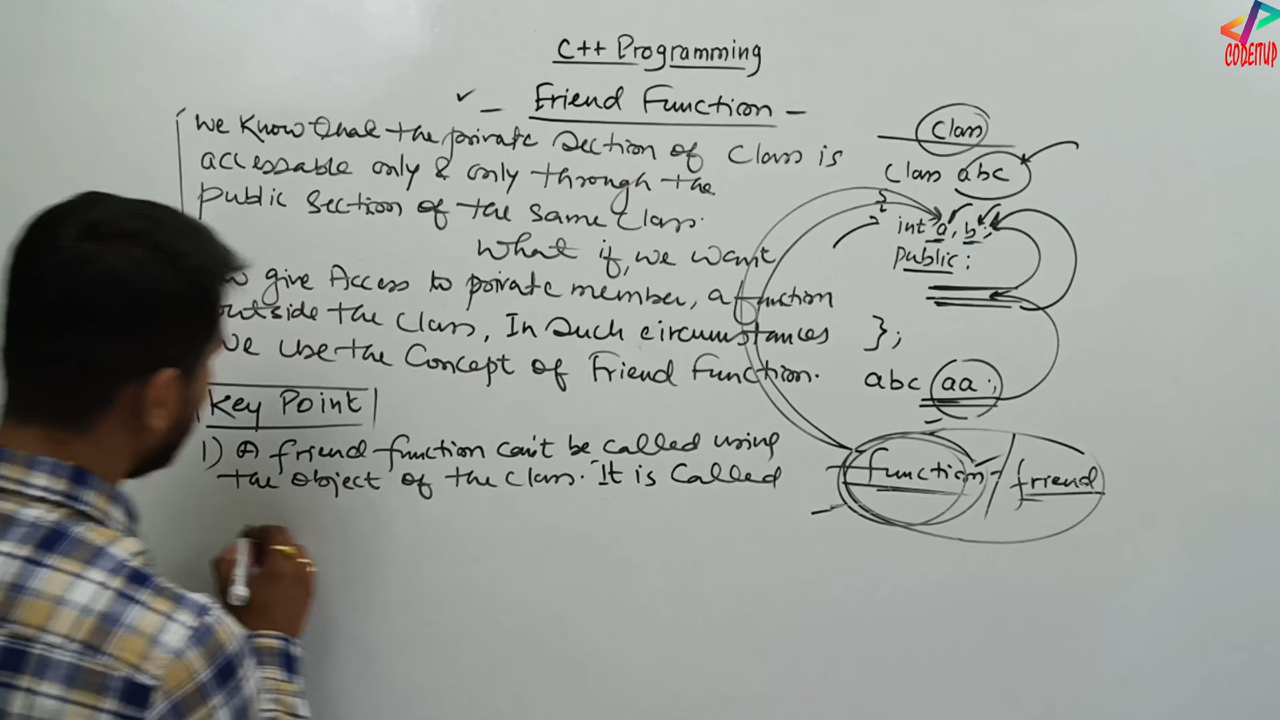 C++ Programming
Friend Function
We Know that the private Section of Class is
accessable only & only through the
public Section of the same Class.
What if, we want
give Access to private member, a function
outside the Class, In Such circumstances
we use the Concept of Friend Function.
Key Point
1) A friend function can't be called using
the object of the class. It is Called
Class
Class abc
int a, b;
public:
};
abc aa;
function
friend
CODEITUP